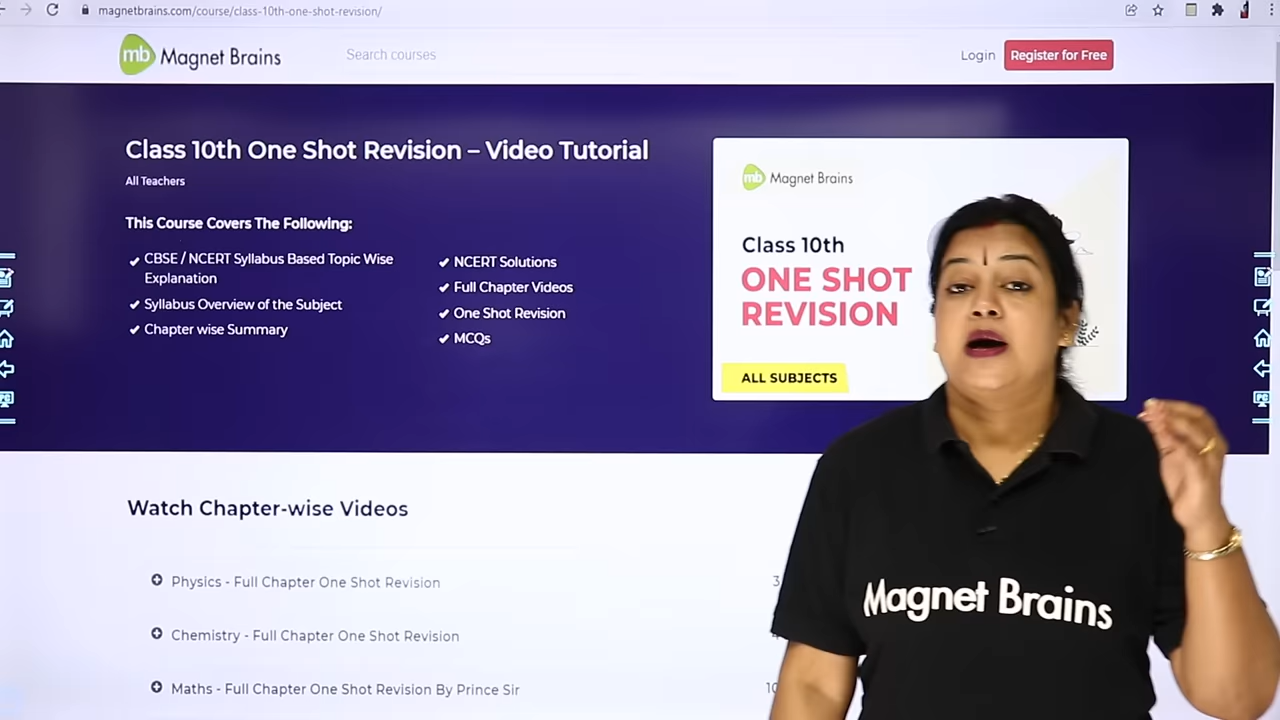 magnetbrains.com/course/class-10th-one-shot-revision/
mb Magnet Brains
Search courses
Login
Register for Free
Class 10th One Shot Revision – Video Tutorial
All Teachers
This Course Covers The Following:
CBSE / NCERT Syllabus Based Topic Wise
Explanation
Syllabus Overview of the Subject
Chapter wise Summary
NCERT Solutions
Full Chapter Videos
One Shot Revision
MCQs
mb Magnet Brains
Class 10th
ONE SHOT
REVISION
ALL SUBJECTS
Watch Chapter-wise Videos
Physics - Full Chapter One Shot Revision
Chemistry - Full Chapter One Shot Revision
Maths - Full Chapter One Shot Revision By Prince Sir
Magnet Brains